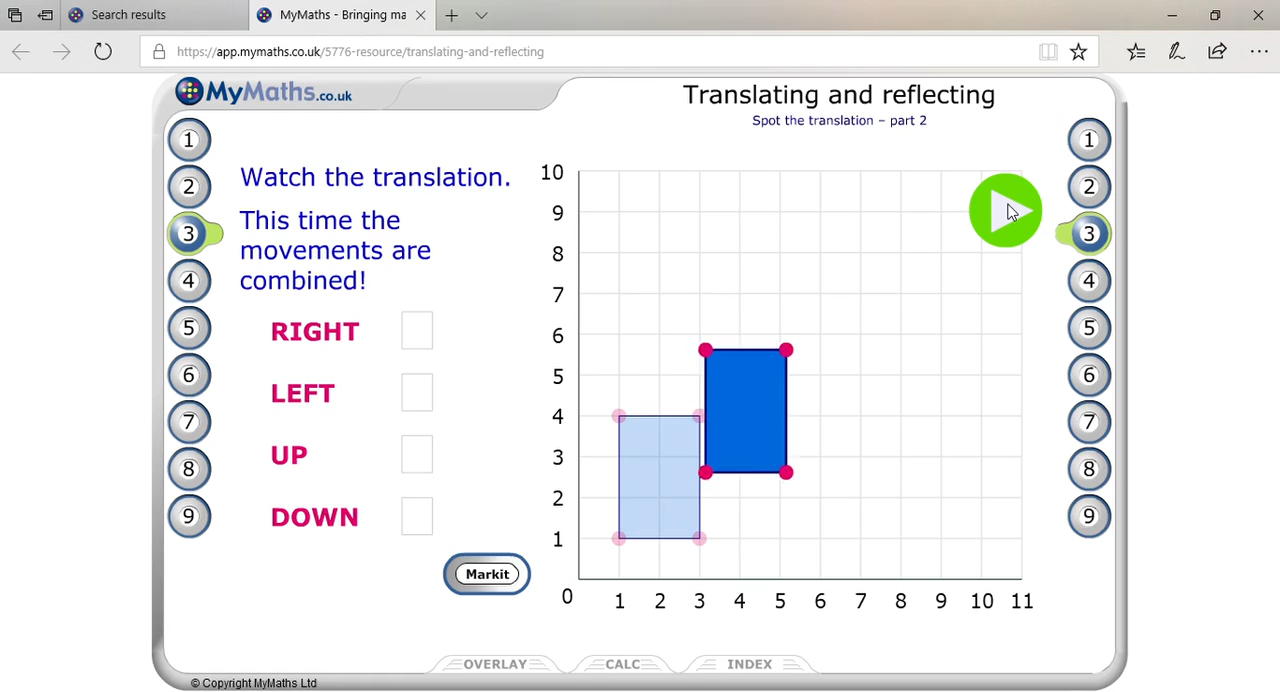 Search results
MyMaths - Bringing ma
https://app.mymaths.co.uk/5776-resource/translating-and-reflecting
MyMaths.co.uk
Translating and reflecting
Spot the translation – part 2
1
2
3
4
5
6
7
8
9
Watch the translation.
This time the
movements are
combined!
RIGHT
LEFT
UP
DOWN
Markit
10
9
8
7
6
5
4
3
2
1
0
1 2 3 4 5 6 7 8 9 10 11
1
2
3
4
5
6
7
8
9
OVERLAY CALC INDEX
© Copyright MyMaths Ltd